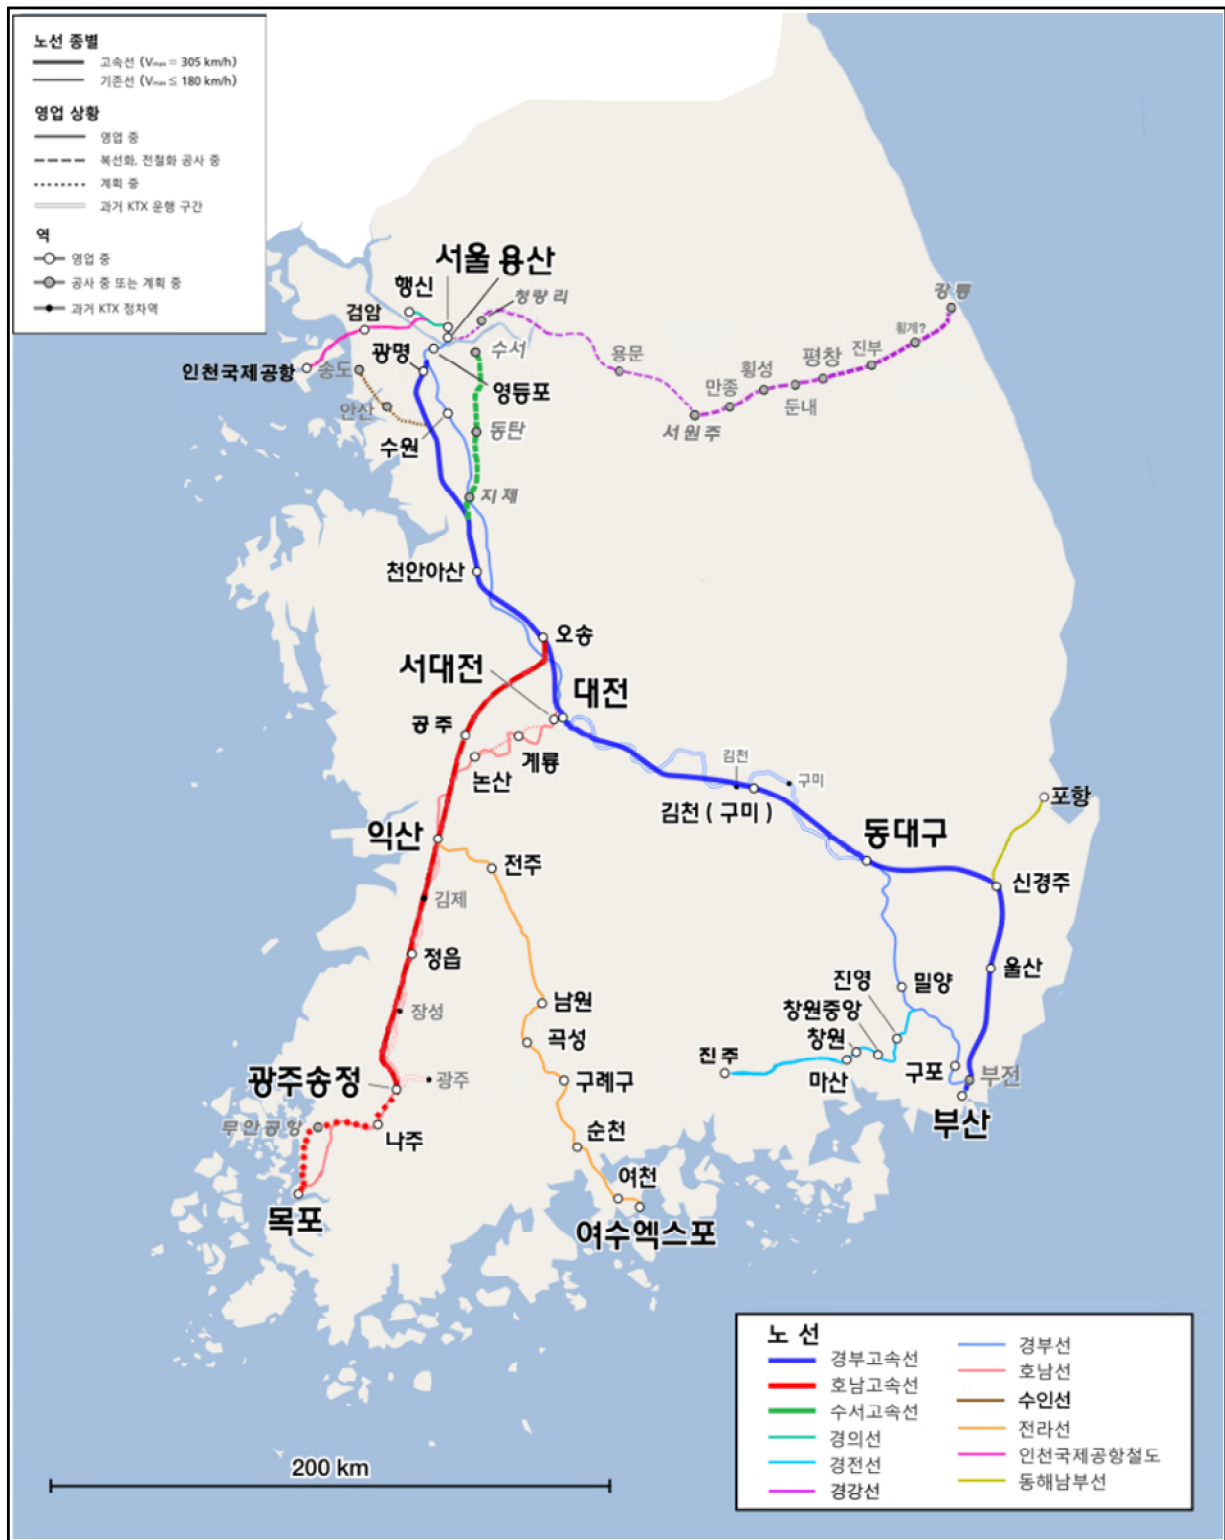 노선 종별
고속선 (Vmax = 305 km/h)
기존선 (Vmax ≤ 180 km/h)
영업 상황
영업 중
복선화, 전철화 공사 중
계획 중
과거 KTX 운행 구간
역
영업 중
공사 중 또는 계획 중
과거 KTX 정차역
서울 용산
행신
청량리
강릉
검암
횡계?
수서
진부
광명
용문
평창
인천국제공항
송도
횡성
영등포
만종
둔내
안산
서원주
수원
동탄
지제
천안아산
오송
서대전
대전
공주
계룡
김천
논산
구미
포항
김천 ( 구미 )
익산
동대구
전주
신경주
김제
정읍
울산
진영
밀양
남원
창원중앙
장성
창원
곡성
진주
광주송정
광주
구례구
마산
구포
부전
부산
무안공항
나주
순천
여천
목포
여수엑스포
노 선
경부고속선
호남고속선
수서고속선
경의선
경전선
경강선
경부선
호남선
수인선
전라선
인천국제공항철도
동해남부선
200 km